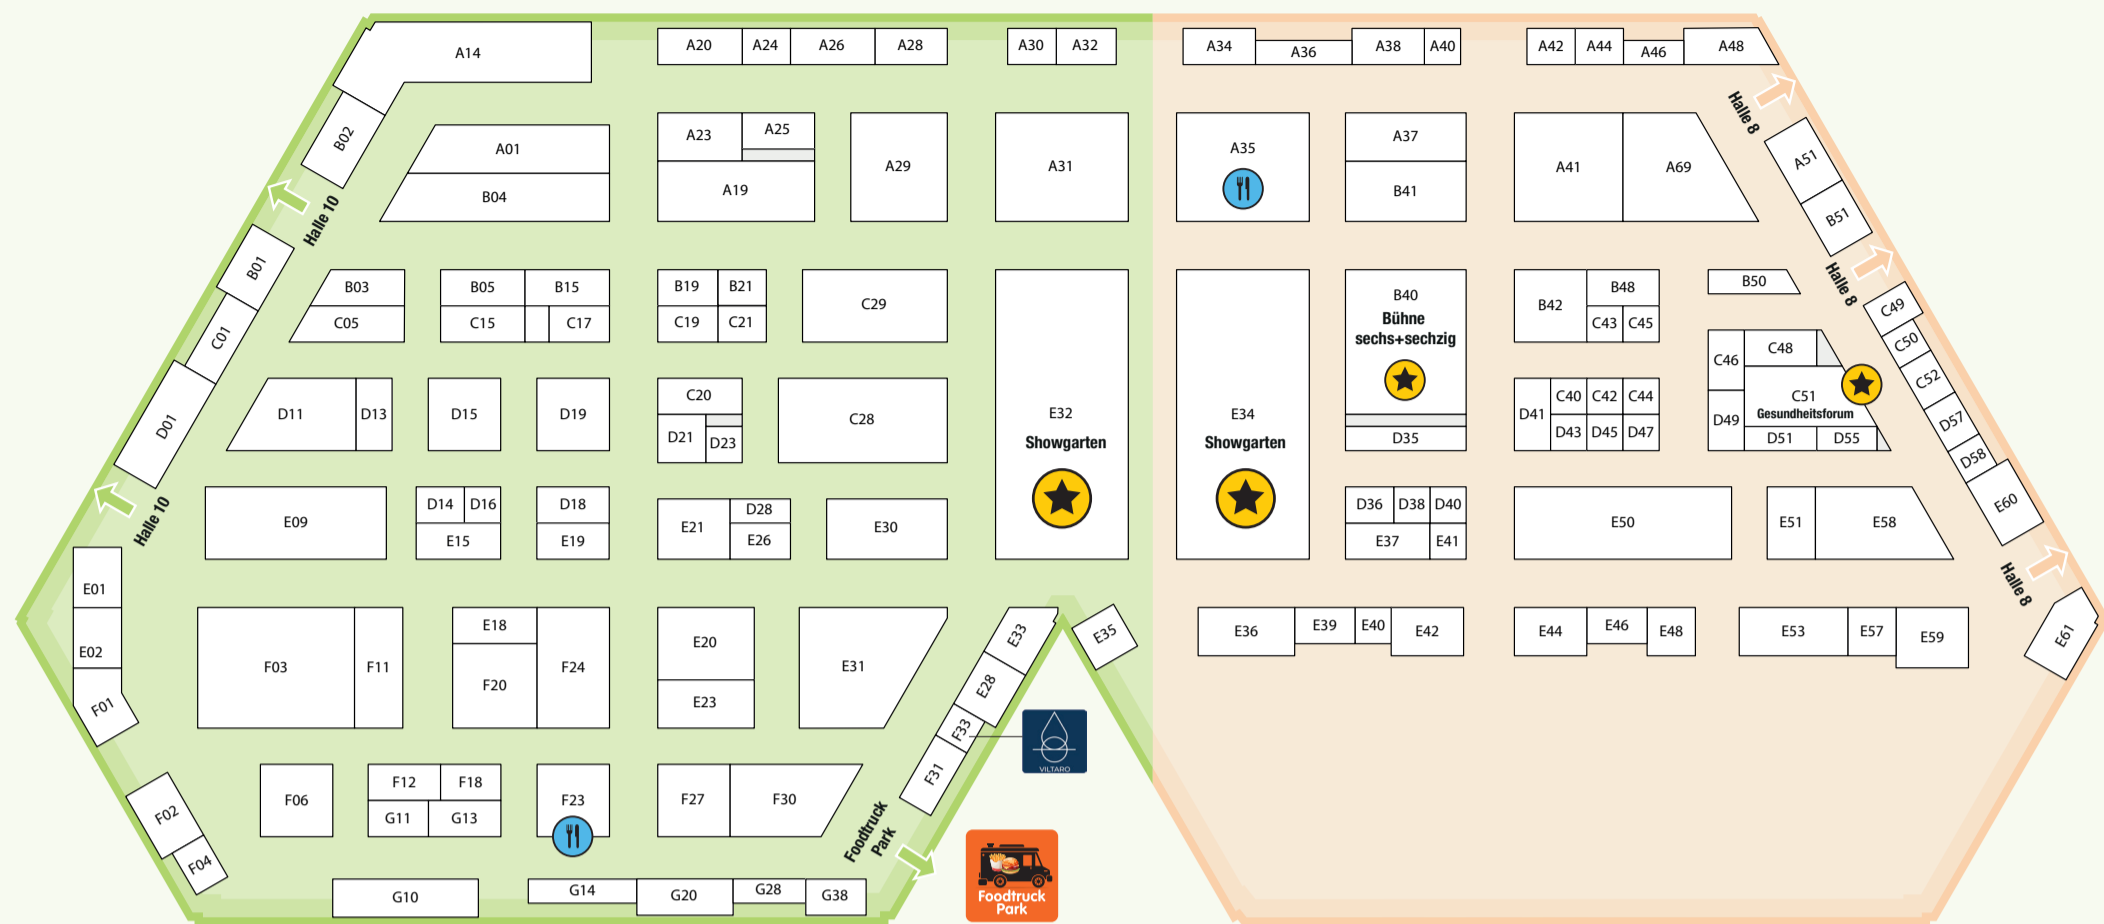 A14
A20
A24
A26
A28
A30
A32
A34
A36
A38
A40
A42
A44
A46
A48
B02
A01
B04
A23
A25
A19
A29
A31
A35
A37
B41
A41
A69
Halle 8
A51
B51
Halle 10
B01
C01
D01
B03
C05
B05
B15
C15
C17
B19
B21
C19
C21
C29
E32
Showgarten
E34
Showgarten
B40
Bühne
sechs+sechzig
D35
B42
B48
C43
C45
B50
Halle 8
C49
C50
C52
D57
D58
E60
C46
C48
D49
C51
Gesundheitsforum
D51
D55
D11
D13
D15
D19
C20
D21
D23
C28
D41
C40
C42
C44
D43
D45
D47
Halle 10
E09
D14
D16
E15
D18
E19
E21
D28
E26
E30
D36
D38
D40
E37
E41
E50
E51
E58
Halle 8
E61
E01
E02
F01
F03
F11
E18
F20
F24
E20
E23
E31
E33
E28
F33
F31
E35
VILTARO
E36
E39
E40
E42
E44
E46
E48
E53
E57
E59
F02
F04
F06
F12
F18
G11
G13
F23
F27
F30
Foodtruck
Park
Foodtruck
Park
G10
G14
G20
G28
G38